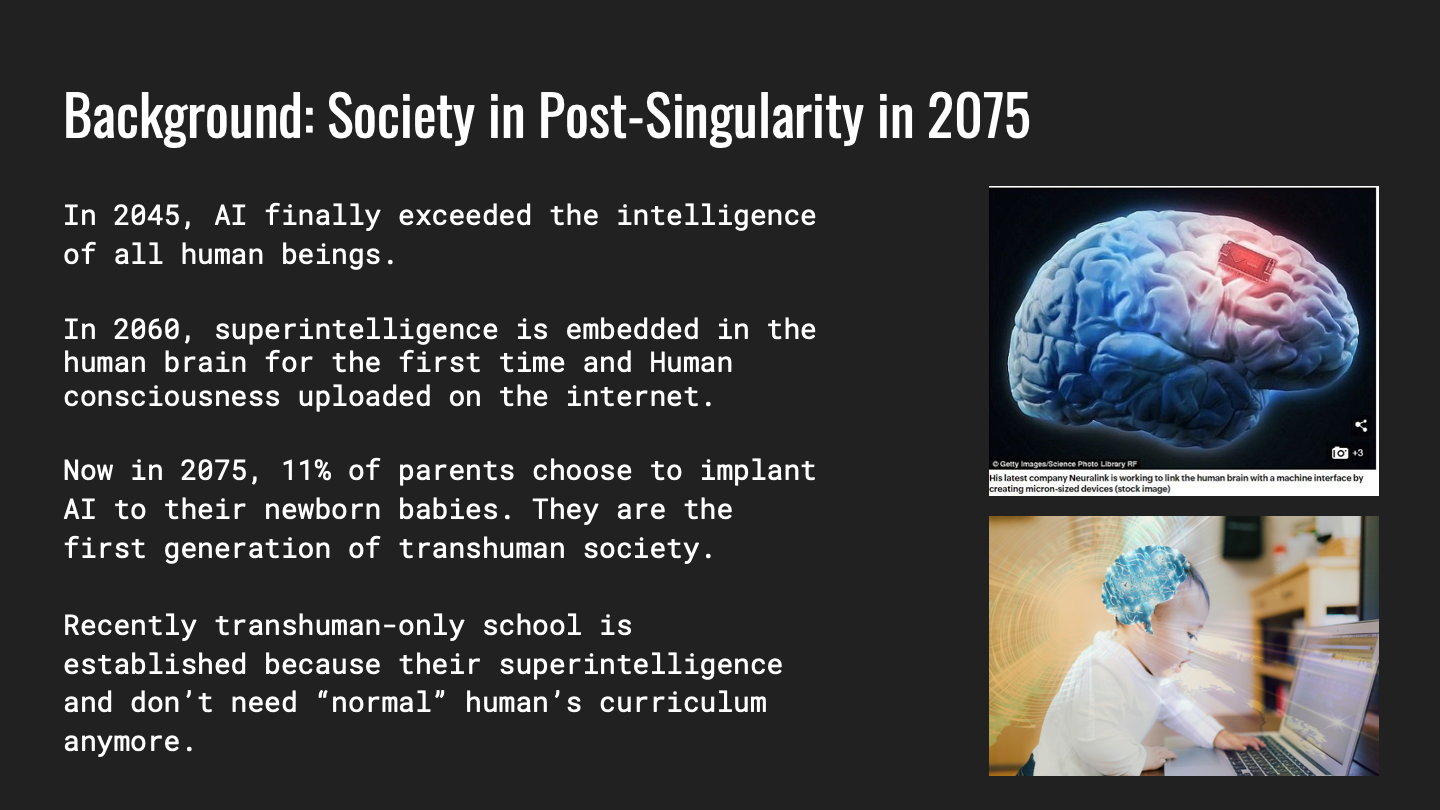 Background: Society in Post-Singularity in 2075
In 2045, AI finally exceeded the intelligence
of all human beings.
In 2060, superintelligence is embedded in the
human brain for the first time and Human
consciousness uploaded on the internet.
Now in 2075, 11% of parents choose to implant
AI to their newborn babies. They are the
first generation of transhuman society.
Recently transhuman-only school is
established because their superintelligence
and don’t need “normal” human’s curriculum
anymore.
+3
© Getty Images/Science Photo Library RF
His latest company Neuralink is working to link the human brain with a machine interface by
creating micron-sized devices (stock image)